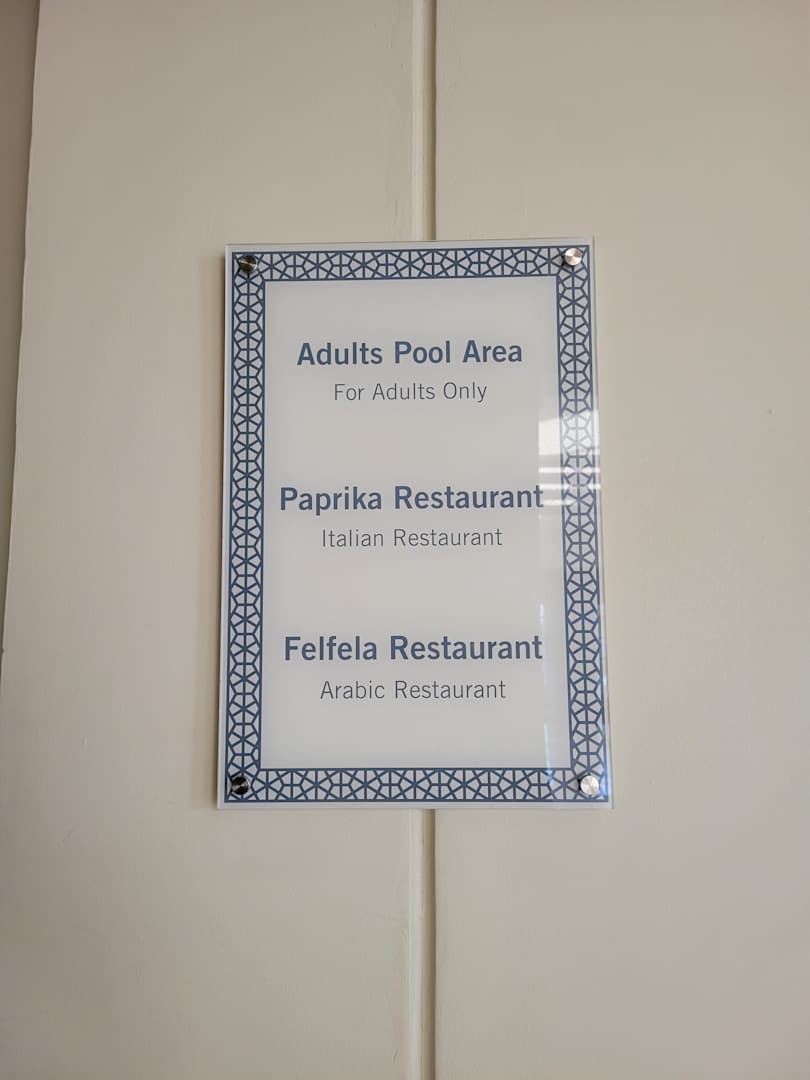 Adults Pool Area
For Adults Only
Paprika Restaurant
Italian Restaurant
Felfela Restaurant
Arabic Restaurant